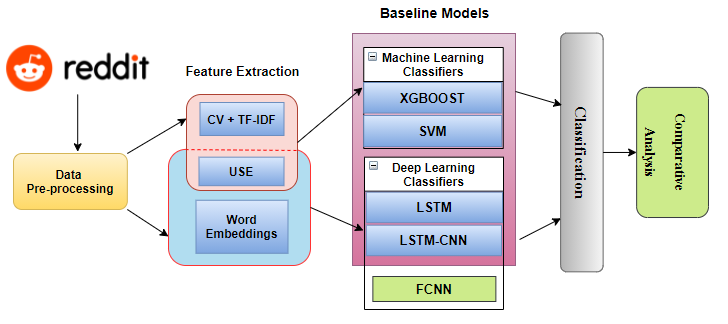 Baseline Models
reddit
Feature Extraction
Machine Learning
Classifiers
XGBOOST
SVM
CV + TF-IDF
USE
Word
Embeddings
Data
Pre-processing
Deep Learning
Classifiers
LSTM
LSTM-CNN
FCNN
Classification
Comparative
Analysis